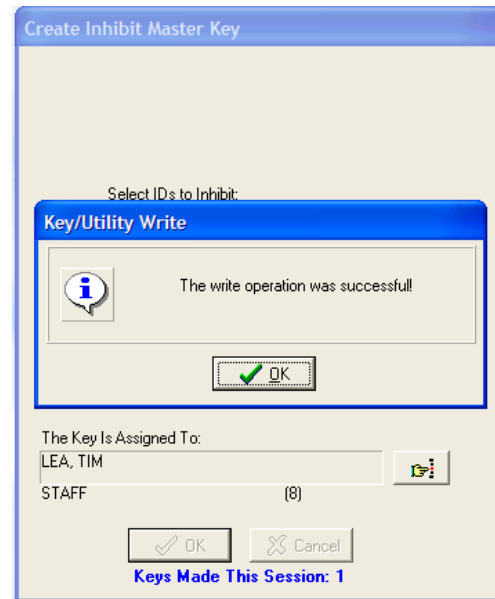 Create Inhibit Master Key
Select IDs to Inhibit:
Key/Utility Write
The write operation was successful!
OK
The Key Is Assigned To:
LEA, TIM
STAFF (8)
OK Cancel
Keys Made This Session: 1